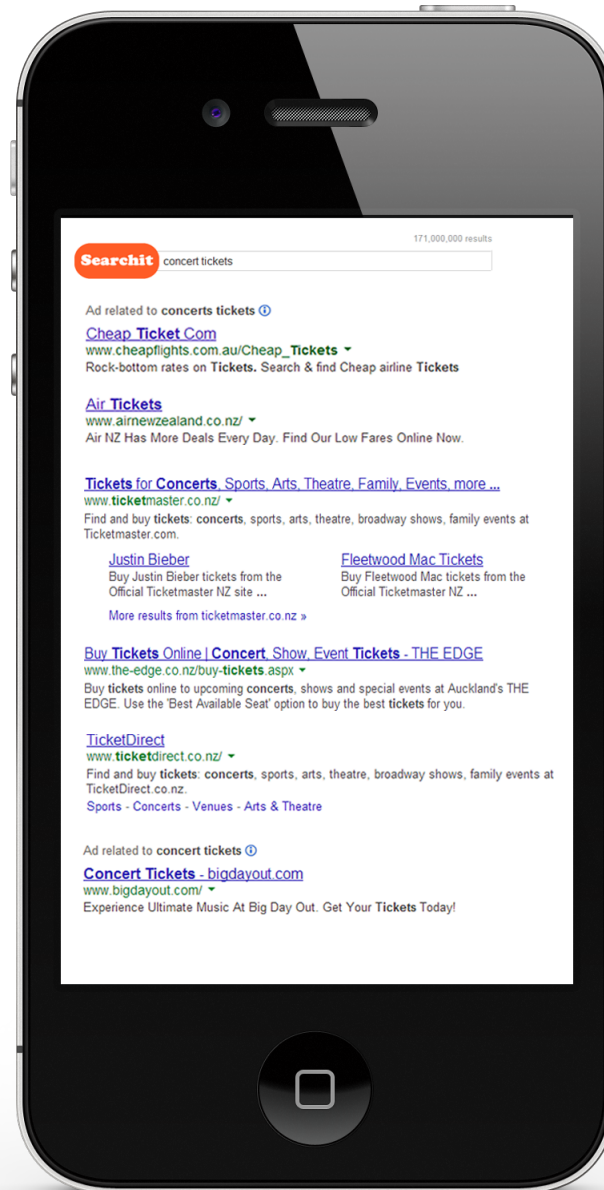 171,000,000 results
Searchit concert tickets
Ad related to concerts tickets
Cheap Ticket Com
www.cheapflights.com.au/Cheap_Tickets
Rock-bottom rates on Tickets. Search & find Cheap airline Tickets
Air Tickets
www.airnewzealand.co.nz/
Air NZ Has More Deals Every Day. Find Our Low Fares Online Now.
Tickets for Concerts, Sports, Arts, Theatre, Family, Events, more ...
www.ticketmaster.co.nz/
Find and buy tickets: concerts, sports, arts, theatre, broadway shows, family events at
Ticketmaster.com.
Justin Bieber
Buy Justin Bieber tickets from the
Official Ticketmaster NZ site ...
Fleetwood Mac Tickets
Buy Fleetwood Mac tickets from the
Official Ticketmaster NZ ...
More results from ticketmaster.co.nz »
Buy Tickets Online | Concert, Show, Event Tickets - THE EDGE
www.the-edge.co.nz/buy-tickets.aspx
Buy tickets online to upcoming concerts, shows and special events at Auckland's THE
EDGE. Use the 'Best Available Seat' option to buy the best tickets for you.
TicketDirect
www.ticketdirect.co.nz/
Find and buy tickets: concerts, sports, arts, theatre, broadway shows, family events at
TicketDirect.co.nz.
Sports - Concerts - Venues - Arts & Theatre
Ad related to concert tickets
Concert Tickets - bigdayout.com
www.bigdayout.com/
Experience Ultimate Music At Big Day Out. Get Your Tickets Today!